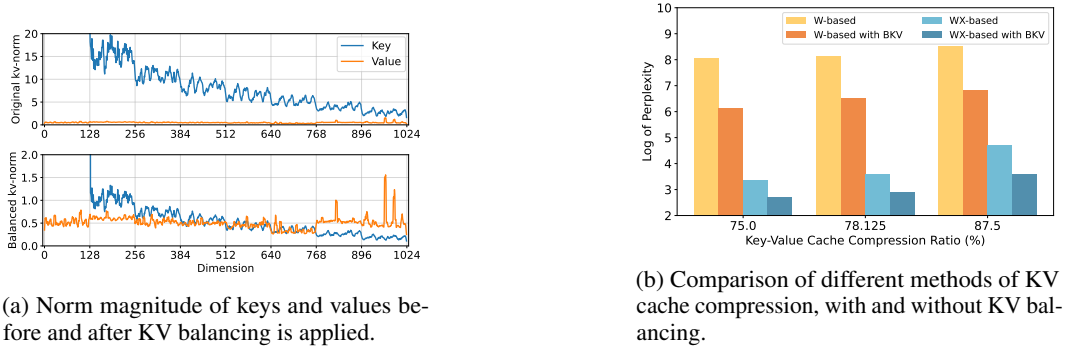 Original kv-norm
20
15
10
5
0
Key
Value
128 256 384 512 640 768 896 1024
Balanced kv-norm
2.0
1.5
1.0
0.5
0.0
0 128 256 384 512 640 768 896 1024
Dimension
(a) Norm magnitude of keys and values be-
fore and after KV balancing is applied.
Log of Perplexity
10
9
8
7
6
5
4
3
2
W-based
W-based with BKV
WX-based
WX-based with BKV
75.0 78.125 87.5
Key-Value Cache Compression Ratio (%)
(b) Comparison of different methods of KV
cache compression, with and without KV bal-
ancing.